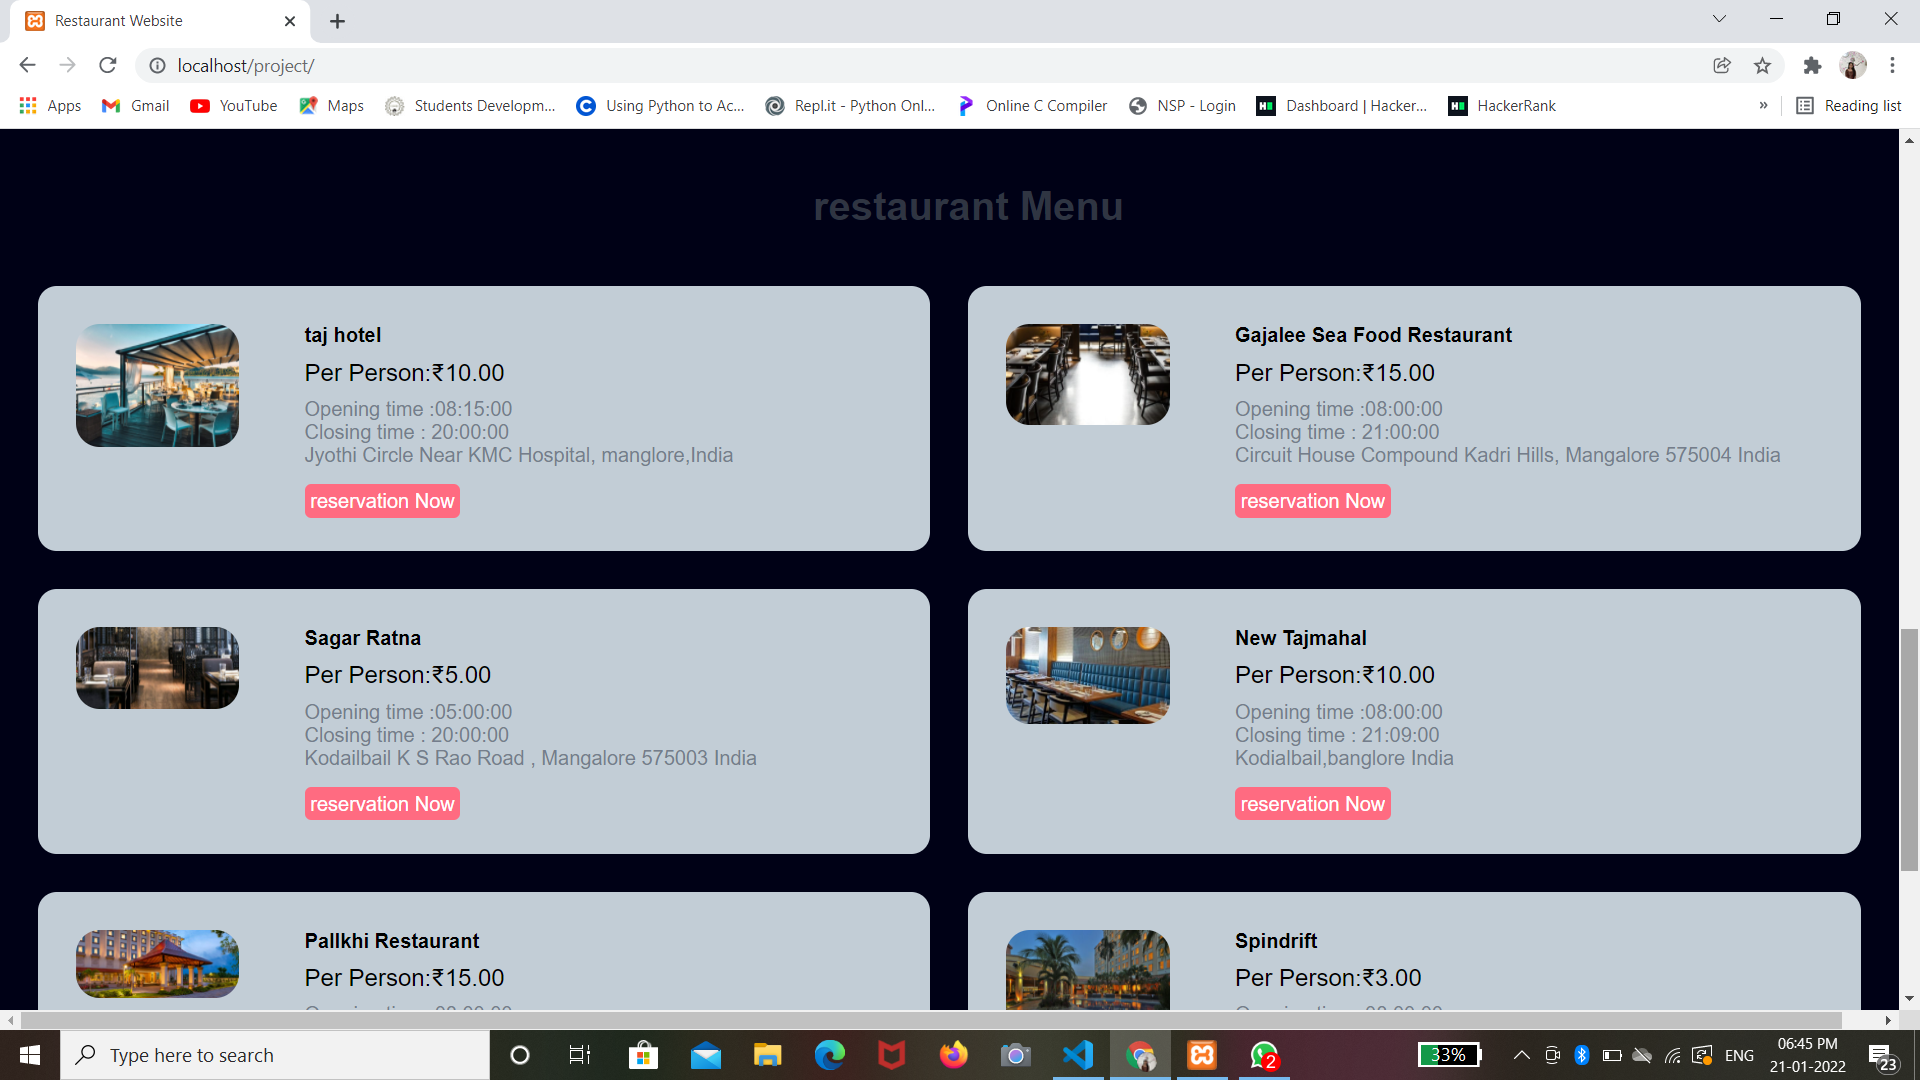 Restaurant Website
localhost/project/
Apps
Gmail
YouTube
Maps
Students Developm...
Using Python to Ac...
Repl.it - Python Onl...
Online C Compiler
NSP - Login
Dashboard | Hacker...
HackerRank
»
Reading list
restaurant Menu
taj hotel
Per Person:₹10.00
Opening time :08:15:00
Closing time : 20:00:00
Jyothi Circle Near KMC Hospital, manglore,India
reservation Now
Gajalee Sea Food Restaurant
Per Person:₹15.00
Opening time :08:00:00
Closing time : 21:00:00
Circuit House Compound Kadri Hills, Mangalore 575004 India
reservation Now
Sagar Ratna
Per Person:₹5.00
Opening time :05:00:00
Closing time : 20:00:00
Kodailbail K S Rao Road , Mangalore 575003 India
reservation Now
New Tajmahal
Per Person:₹10.00
Opening time :08:00:00
Closing time : 21:09:00
Kodialbail,banglore India
reservation Now
Pallkhi Restaurant
Per Person:₹15.00
Spindrift
Per Person:₹3.00
Type here to search
2
33%
ENG
06:45 PM
21-01-2022
23